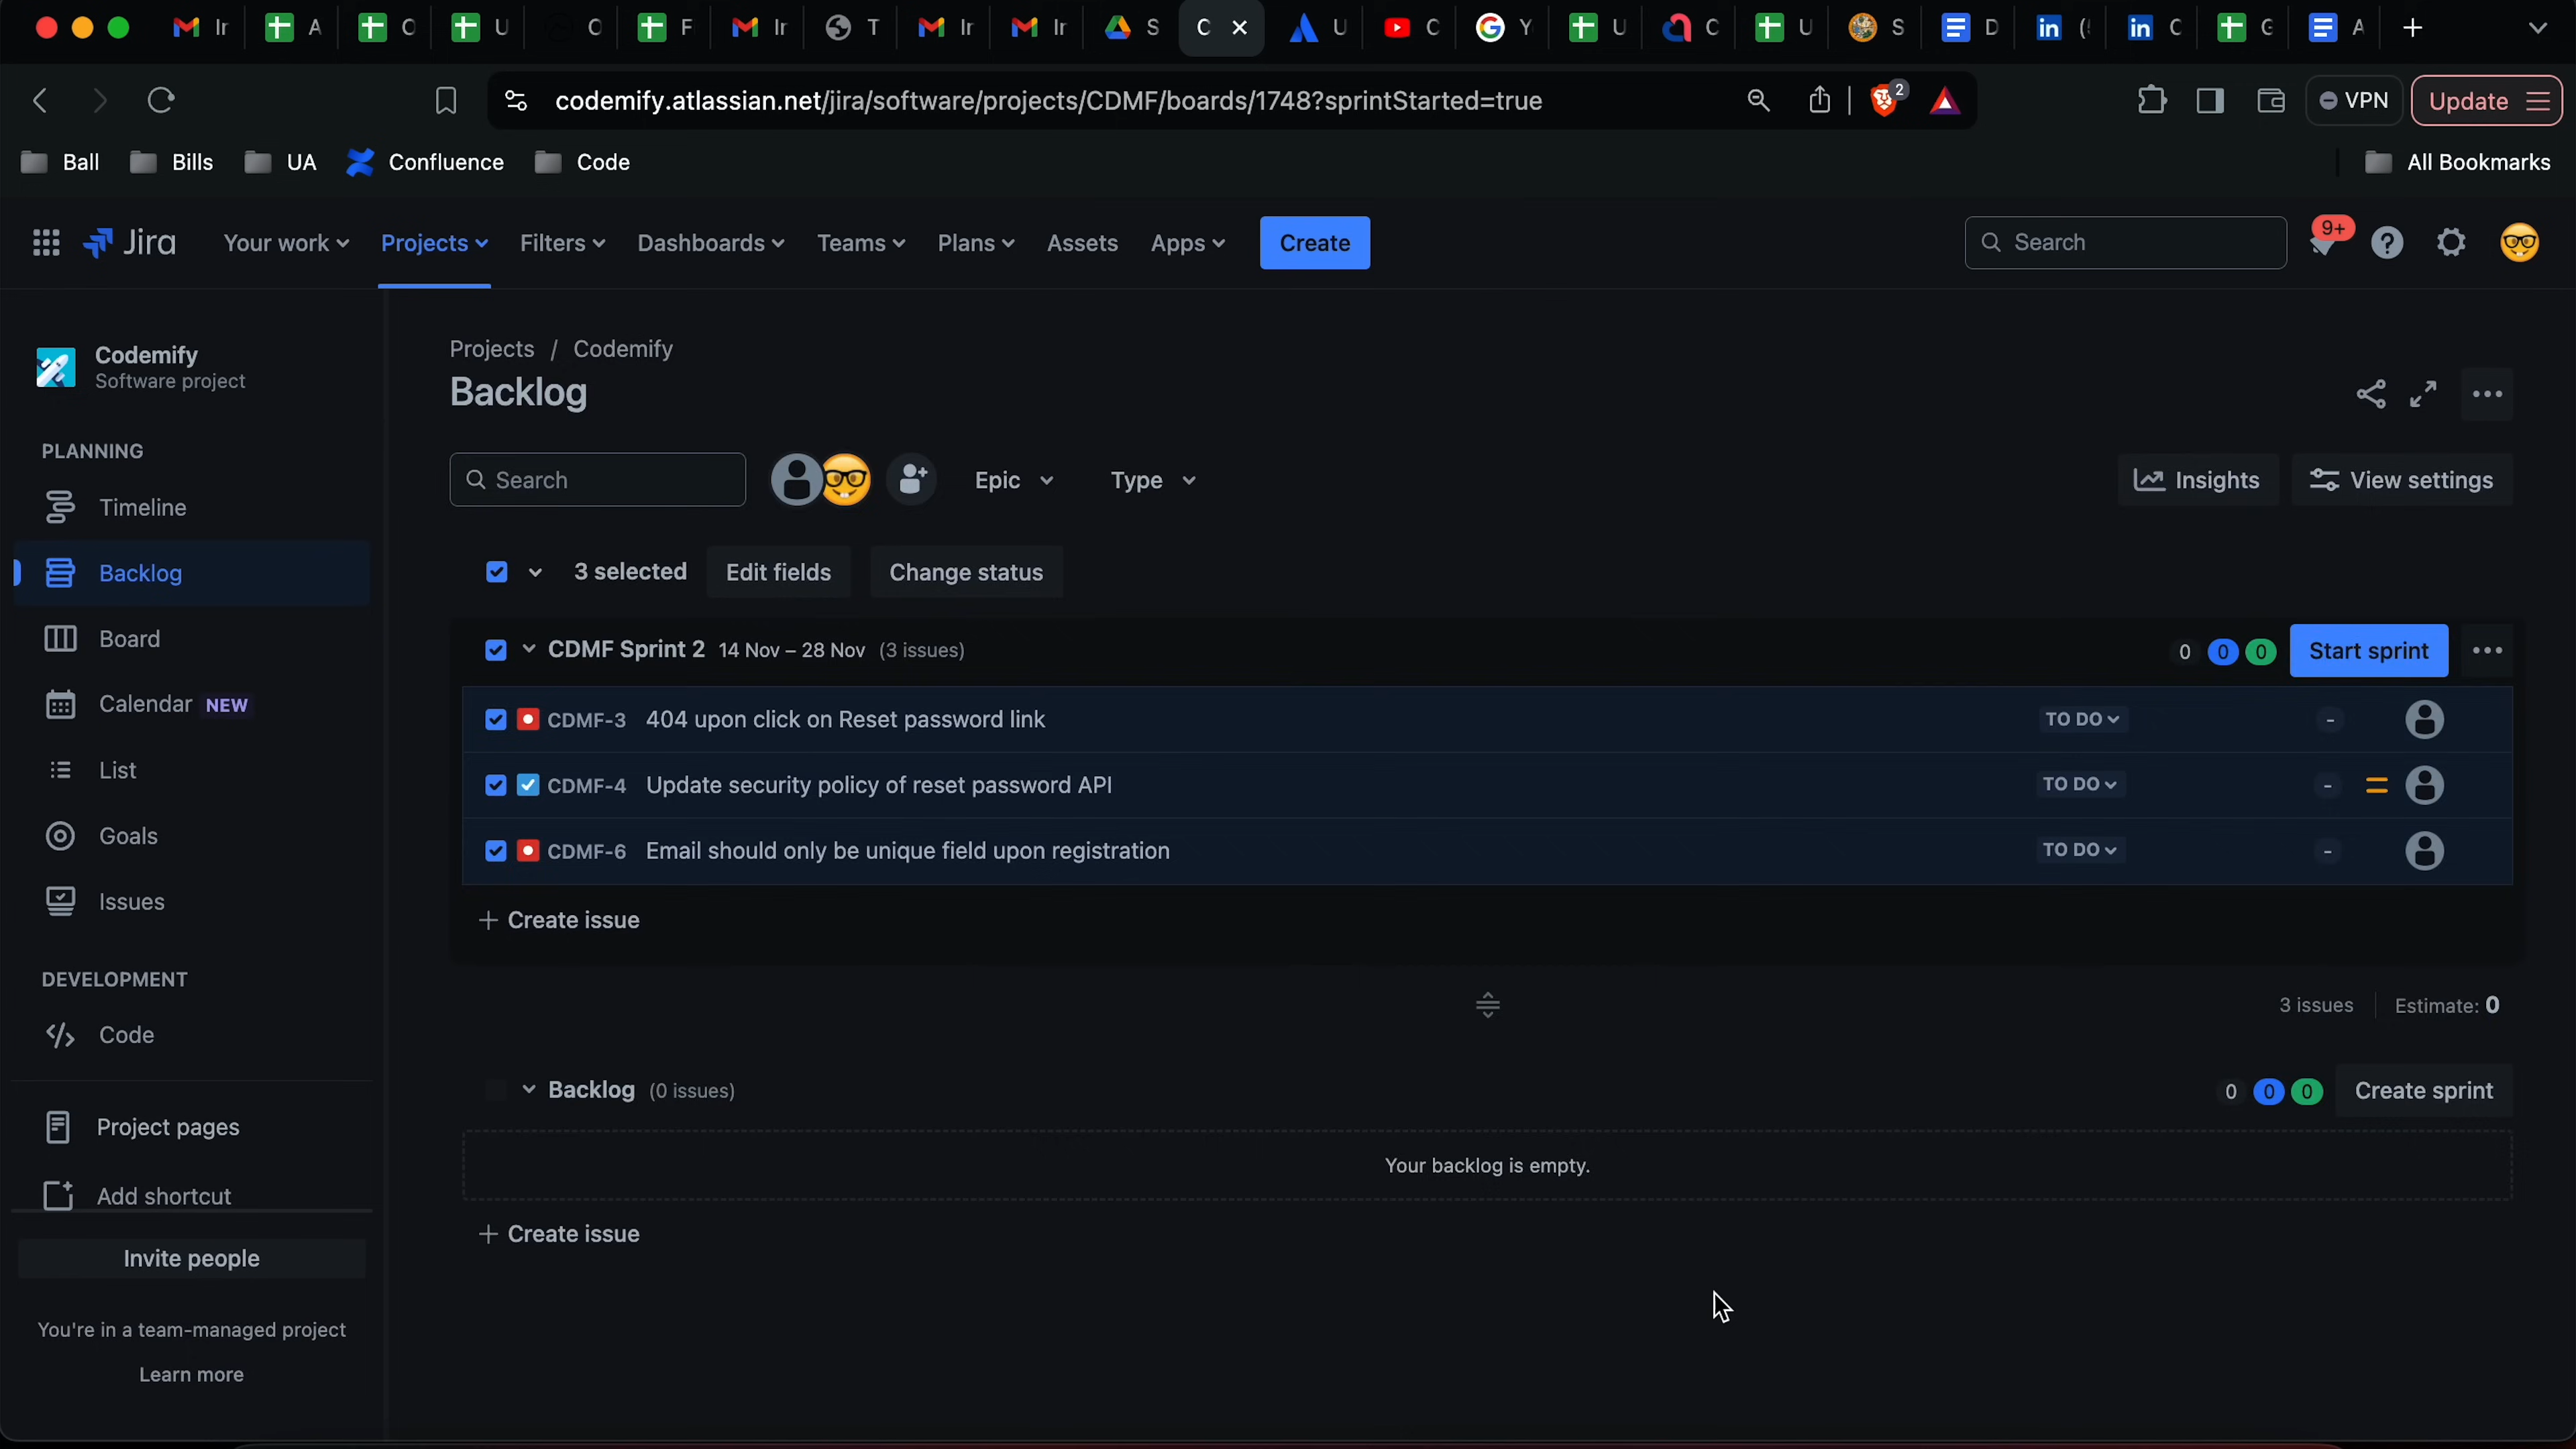 Ir A C U C F Ir T Ir Ir S C U C Y U C U S D (! C G A
codemify.atlassian.net/jira/software/projects/CDMF/boards/1748?sprintStarted=true 2 VPN Update
Ball Bills UA Confluence Code All Bookmarks
Jira Your work Projects Filters Dashboards Teams Plans Assets Apps Create Search 9+
Codemify
Software project
PLANNING
Timeline
Backlog
Board
Calendar NEW
List
Goals
Issues
DEVELOPMENT
Code
Project pages
Add shortcut
Invite people
You're in a team-managed project
Learn more
Projects / Codemify
Backlog
Search Epic Type Insights View settings
3 selected Edit fields Change status
CDMF Sprint 2 14 Nov – 28 Nov (3 issues) 0 0 0 Start sprint
CDMF-3 404 upon click on Reset password link TO DO -
CDMF-4 Update security policy of reset password API TO DO -
CDMF-6 Email should only be unique field upon registration TO DO -
+ Create issue
3 issues Estimate: 0
Backlog (0 issues) 0 0 0 Create sprint
Your backlog is empty.
+ Create issue